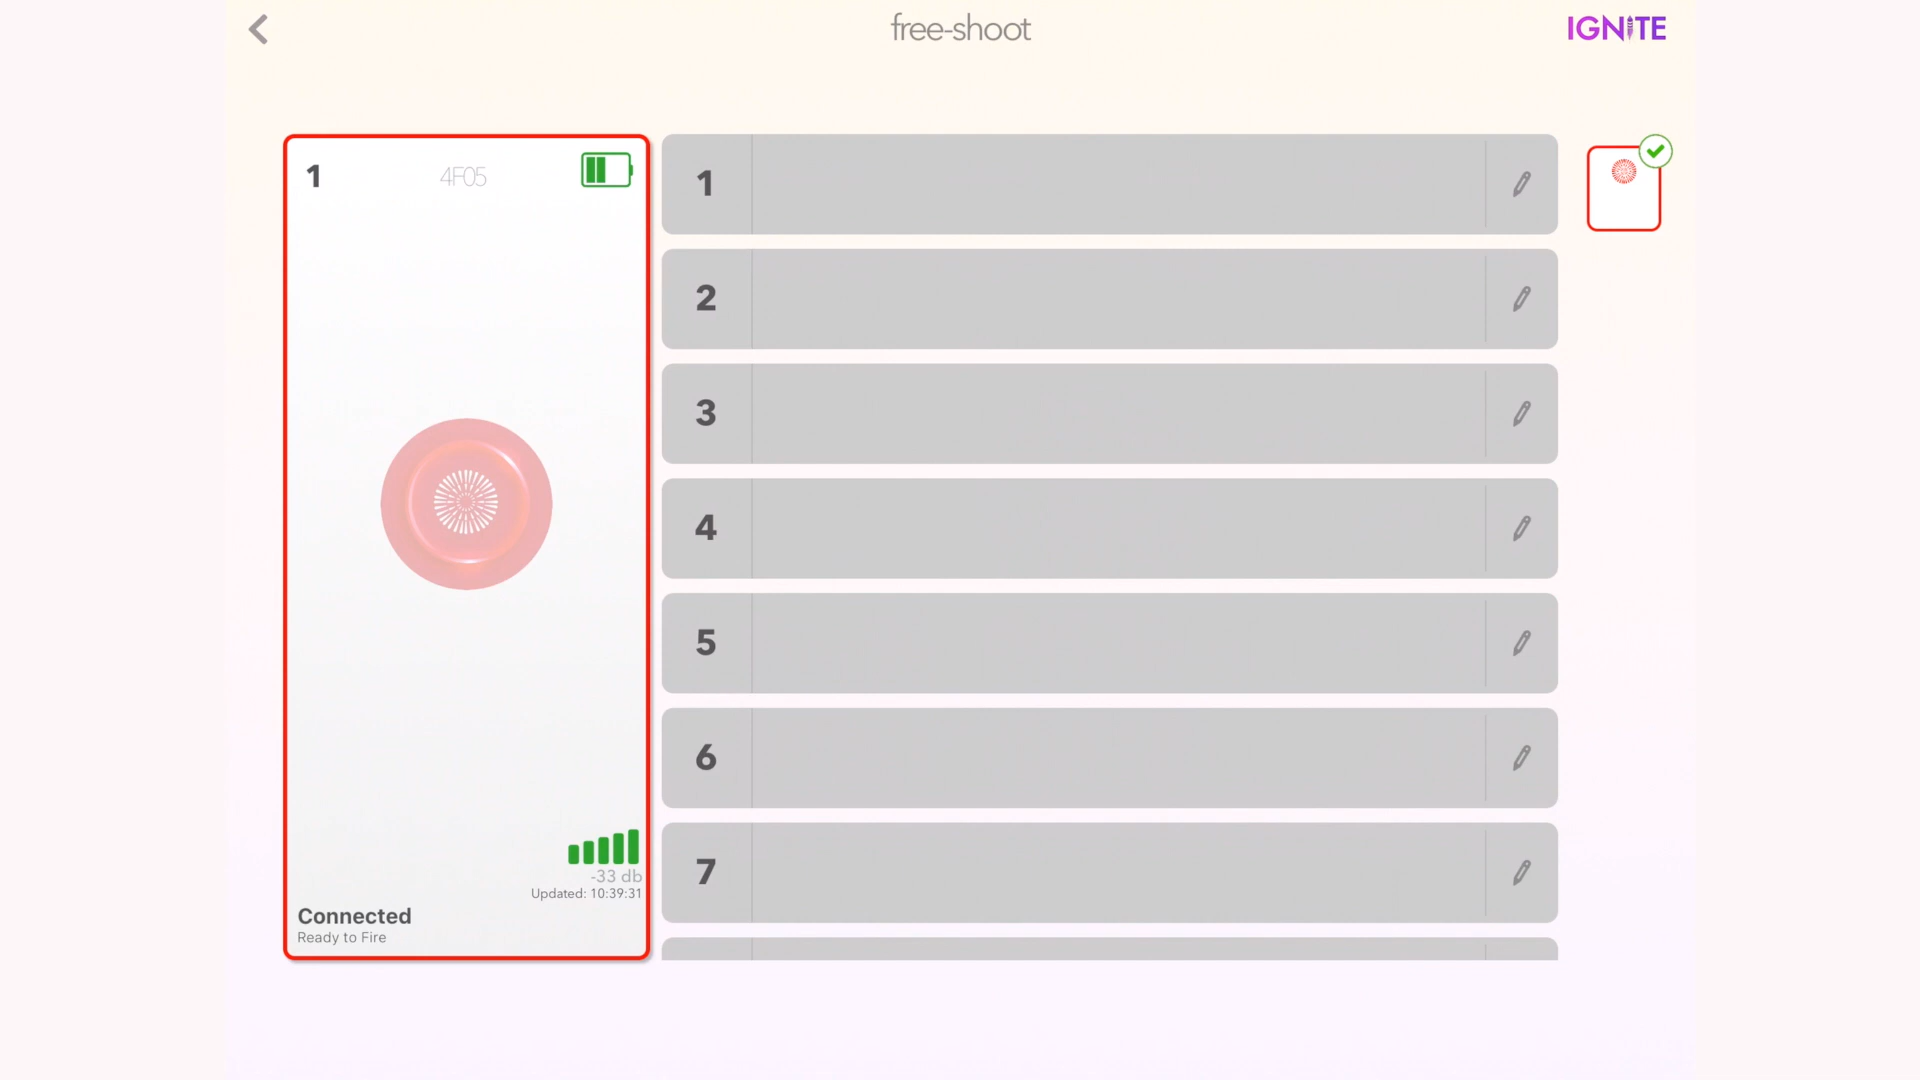 free-shoot
IGNITE
1
4F05
-33 db
Updated: 10:39:31
Connected
Ready to Fire
1
2
3
4
5
6
7